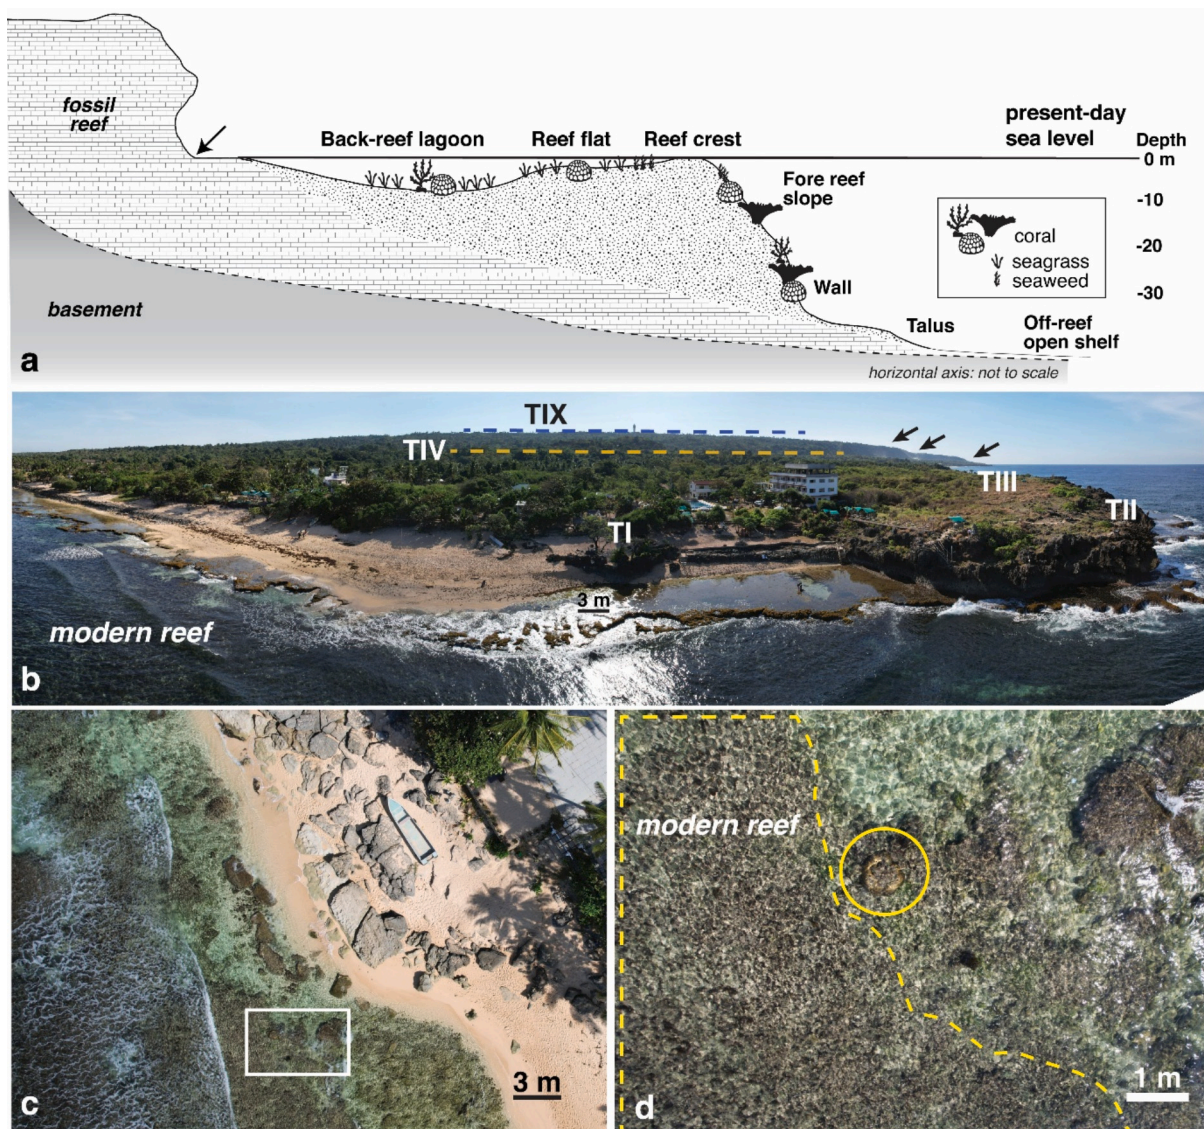 fossil
reef
Back-reef lagoon
Reef flat
Reef crest
present-day
sea level
Depth
0 m
-10
-20
-30
Fore reef
slope
coral
seagrass
seaweed
Wall
basement
Talus
Off-reef
open shelf
a
horizontal axis: not to scale
TIX
TIV
TIII
TII
TI
3 m
modern reef
b
modern reef
c
3 m
d
1 m